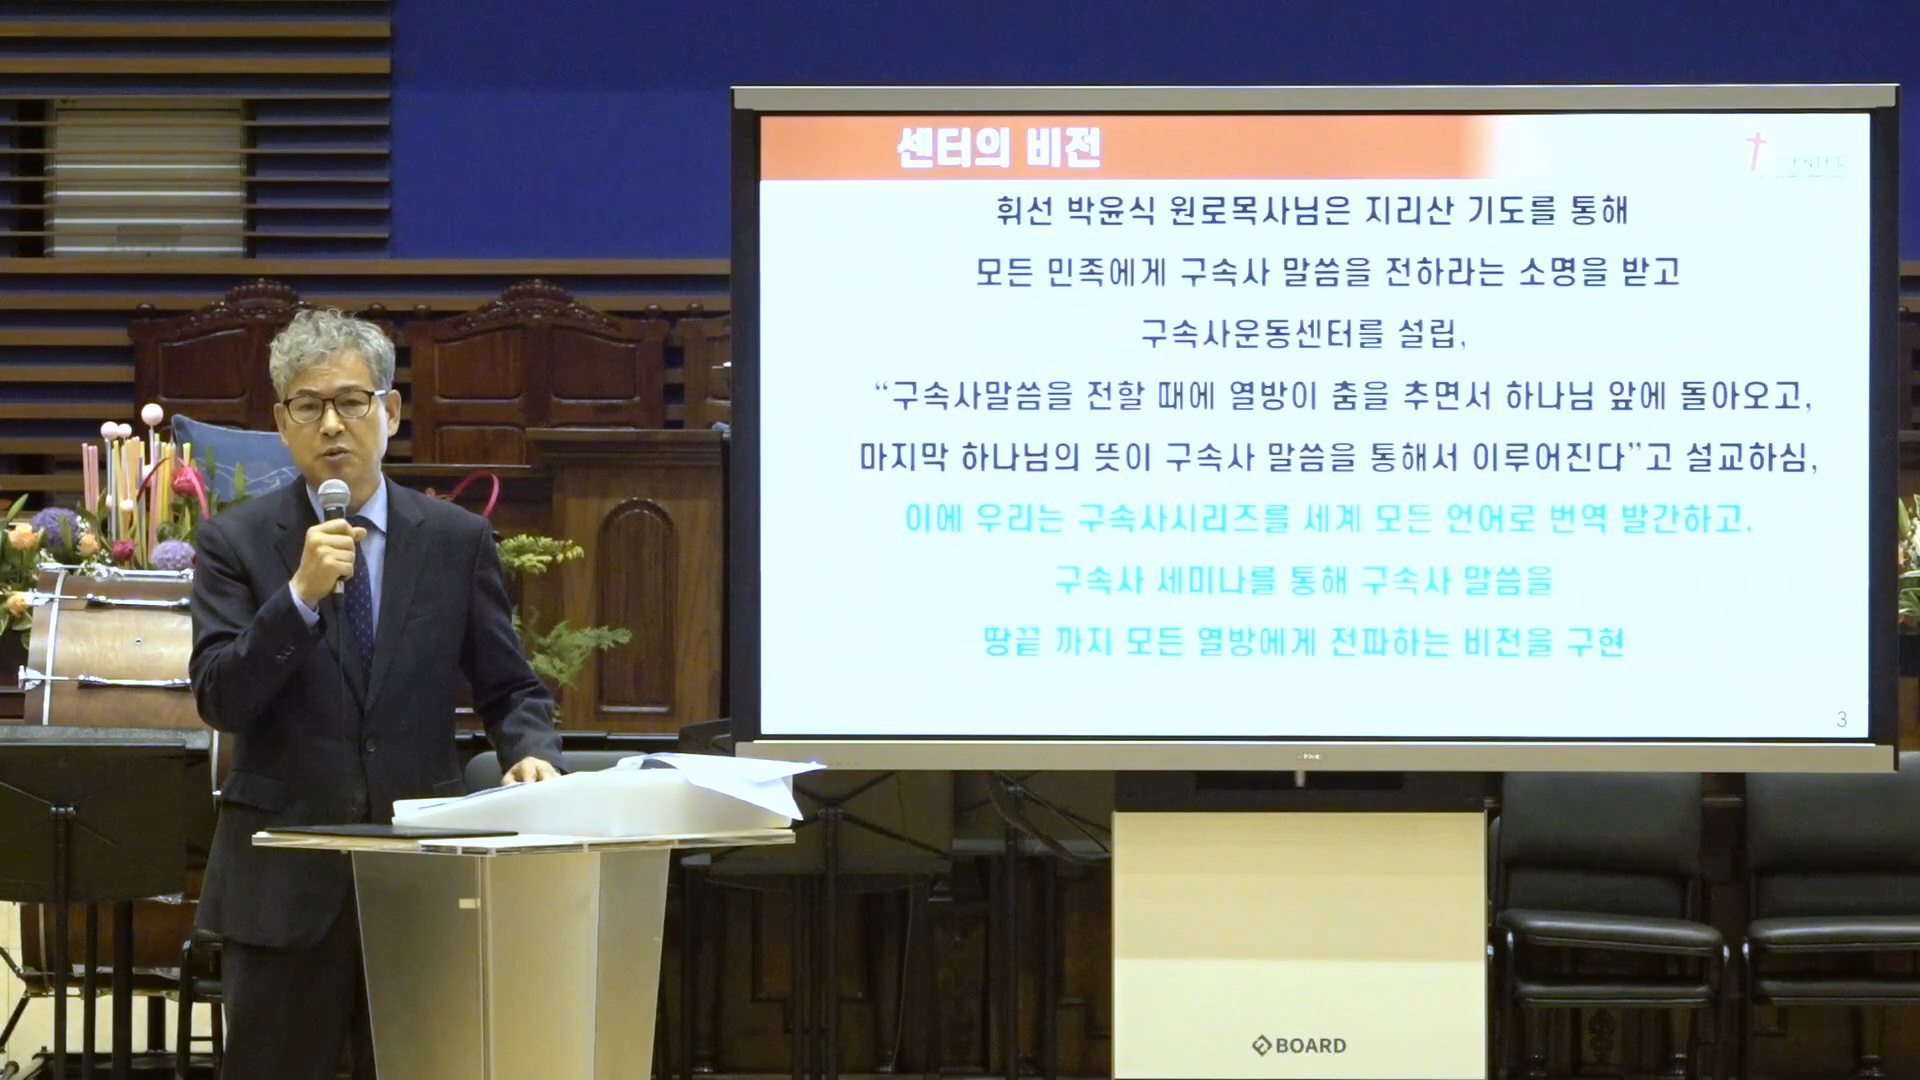 센터의 비전
휘선 박윤식 원로목사님은 지리산 기도를 통해
모든 민족에게 구속사 말씀을 전하라는 소명을 받고
구속사운동센터를 설립,
“구속사말씀을 전할 때에 열방이 춤을 추면서 하나님 앞에 돌아오고,
마지막 하나님의 뜻이 구속사 말씀을 통해서 이루어진다”고 설교하심,
이에 우리는 구속사시리즈를 세계 모든 언어로 번역 발간하고.
구속사 세미나를 통해 구속사 말씀을
땅끝 까지 모든 열방에게 전파하는 비전을 구현
3
BOARD